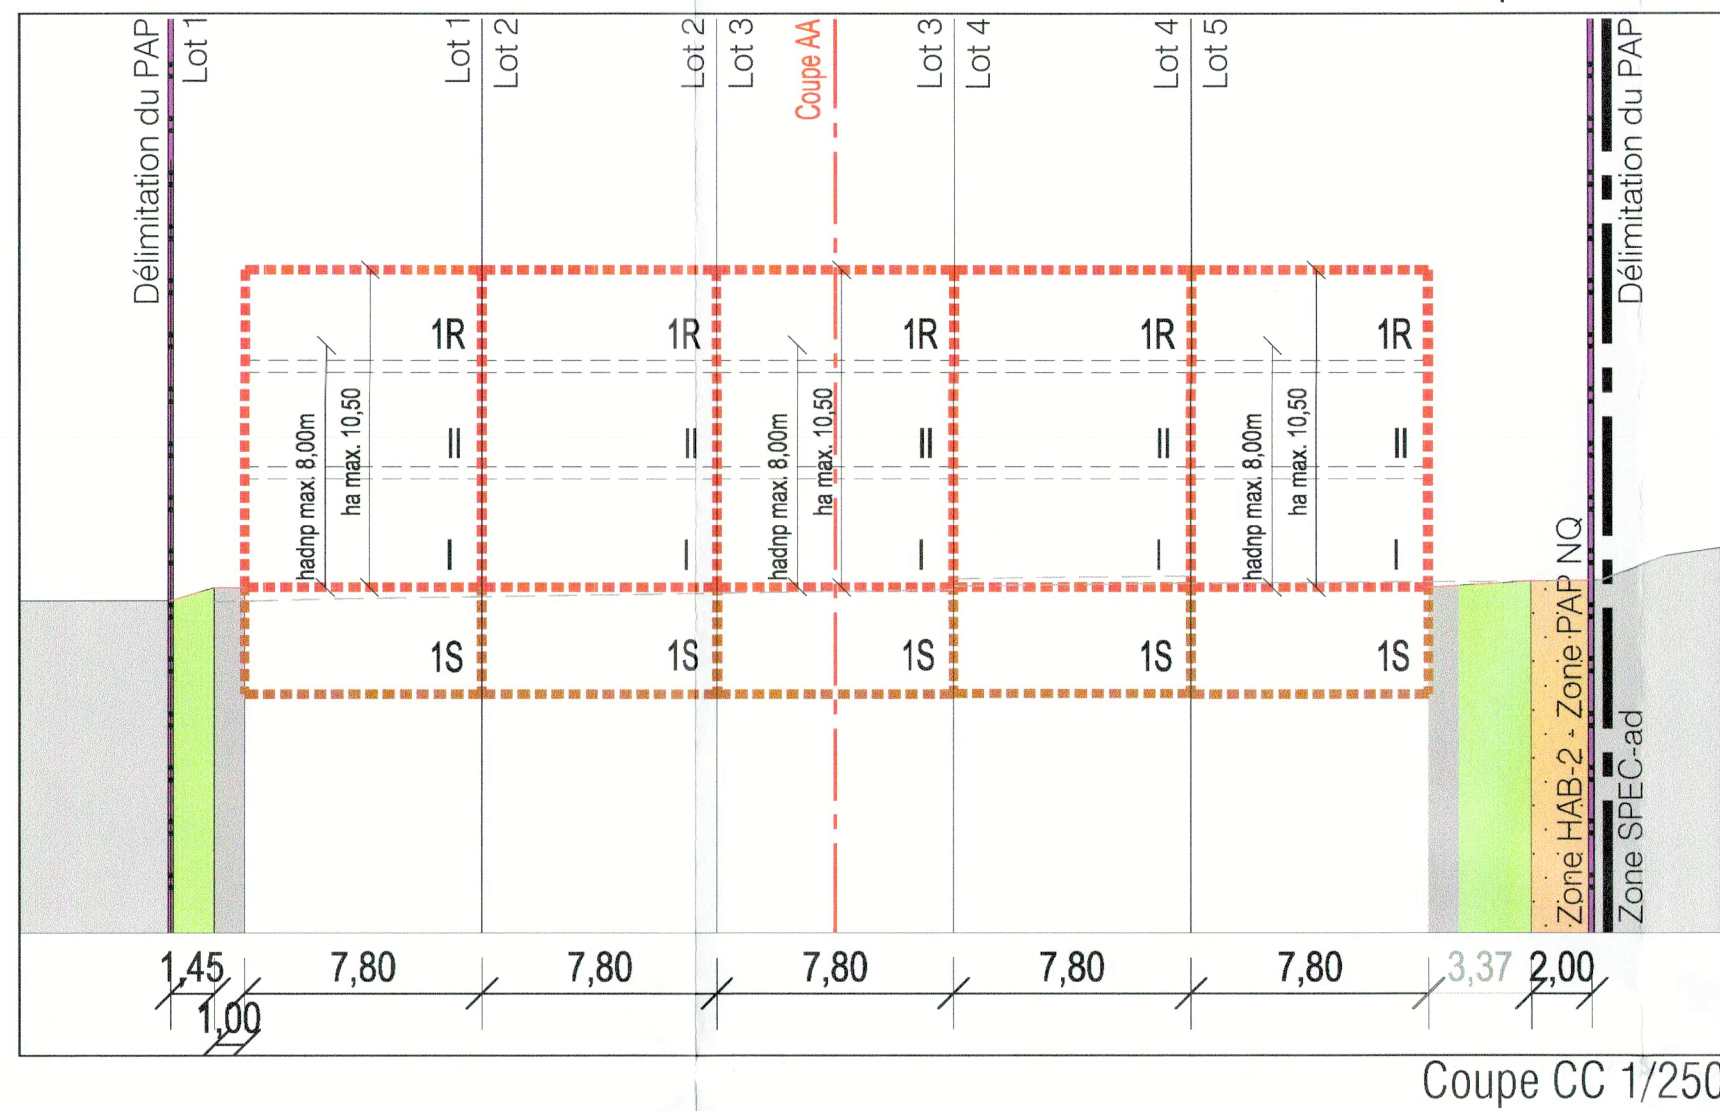 Délimitation du PAP
Lot 1
Lot 1
Lot 2
Lot 2
Lot 3
Coupe AA
Lot 3
Lot 4
Lot 4
Lot 5
Délimitation du PAP
1R
1R
1R
1R
1R
hadnp max. 8,00m
ha max. 10,50
II
II
hadnp max. 8,00m
ha max. 10,50
II
II
hadnp max. 8,00m
ha max. 10,50
II
I
I
I
I
I
1S
1S
1S
1S
1S
Zone HAB-2 - Zone PAP NQ
Zone SPEC-ad
1,45
7,80
7,80
7,80
7,80
7,80
3,37
2,00
1,00
Coupe CC 1/250